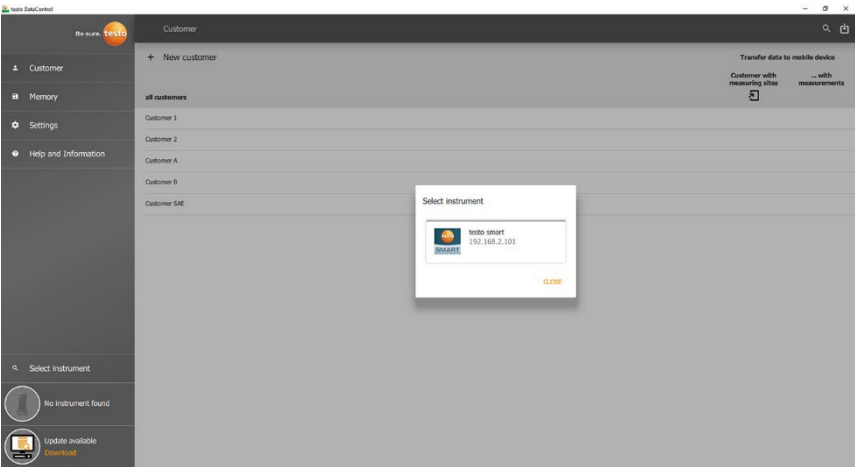 testo DataControl
Be sure. testo
Customer
Customer
Memory
Settings
Help and Information
+ New customer
Transfer data to mobile device
Customer with
measuring sites
... with
measurements
all customers
Customer 1
Customer 2
Customer A
Customer B
Customer SAE
Select instrument
testo smart
192.168.2.101
SMART
CLOSE
Select instrument
No instrument found
Update available
Download